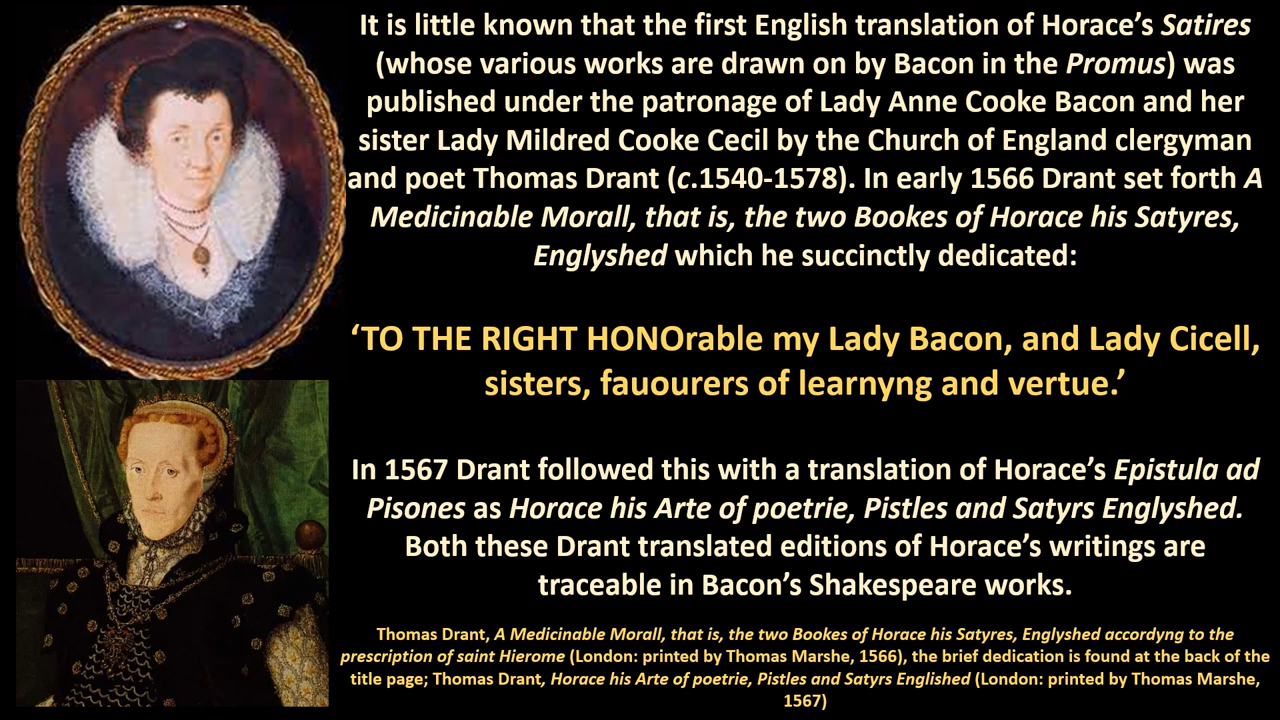 It is little known that the first English translation of Horace’s Satires
(whose various works are drawn on by Bacon in the Promus) was
published under the patronage of Lady Anne Cooke Bacon and her
sister Lady Mildred Cooke Cecil by the Church of England clergyman
and poet Thomas Drant (c.1540-1578). In early 1566 Drant set forth A
Medicinable Morall, that is, the two Bookes of Horace his Satyres,
Englyshed which he succinctly dedicated:
‘TO THE RIGHT HONOrable my Lady Bacon, and Lady Cicell,
sisters, fauourers of learnyng and vertue.’
In 1567 Drant followed this with a translation of Horace’s Epistula ad
Pisones as Horace his Arte of poetrie, Pistles and Satyrs Englyshed.
Both these Drant translated editions of Horace’s writings are
traceable in Bacon’s Shakespeare works.
Thomas Drant, A Medicinable Morall, that is, the two Bookes of Horace his Satyres, Englyshed accordyng to the
prescription of saint Hierome (London: printed by Thomas Marshe, 1566), the brief dedication is found at the back of the
title page; Thomas Drant, Horace his Arte of poetrie, Pistles and Satyrs Englished (London: printed by Thomas Marshe,
1567)